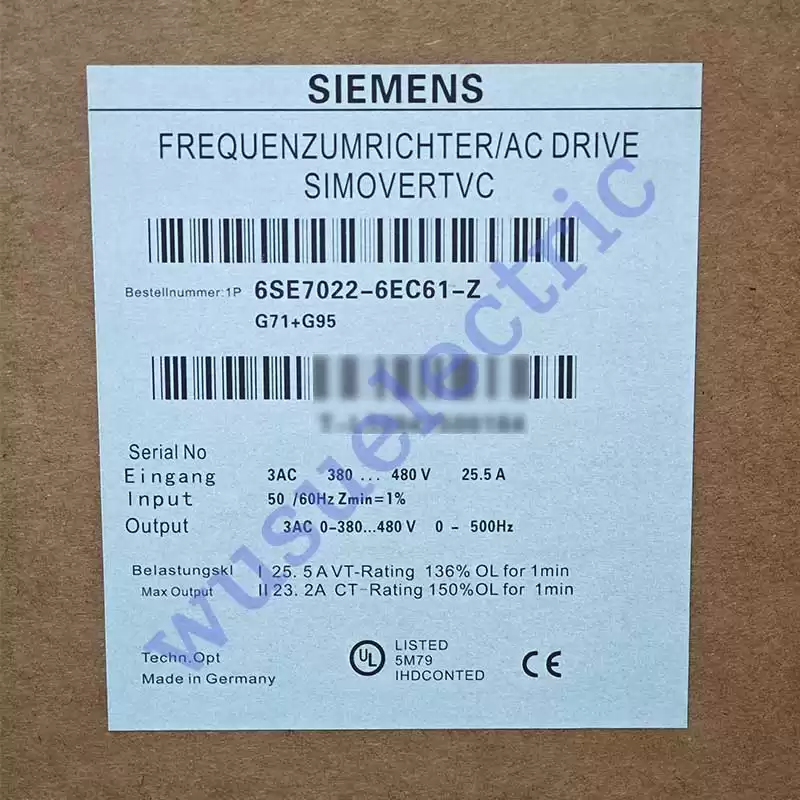 SIEMENS
FREQUENZUMRICHTER/AC DRIVE
SIMOVERTVC
Bestellnummer:1P 6SE7022-6EC61-Z
G71+G95
Serial No
Eingang 3AC 380 ... 480 V 25.5 A
Input 50 /60Hz Zmin=1%
Output 3AC 0-380...480 V 0 - 500Hz
Belastungskl I 25. 5 A VT-Rating 136% OL for 1min
Max Output II 23. 2A CT-Rating 150%OL for 1min
Techn.Opt
Made in Germany
UL LISTED
5M79
IHDCONTED
CE
wusuelectric